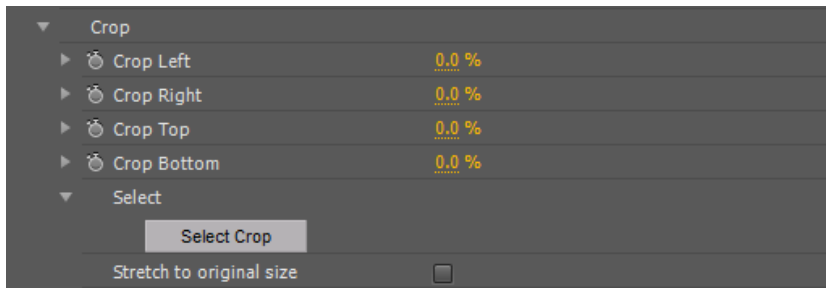 Crop
Crop Left 0.0 %
Crop Right 0.0 %
Crop Top 0.0 %
Crop Bottom 0.0 %
Select
Select Crop
Stretch to original size